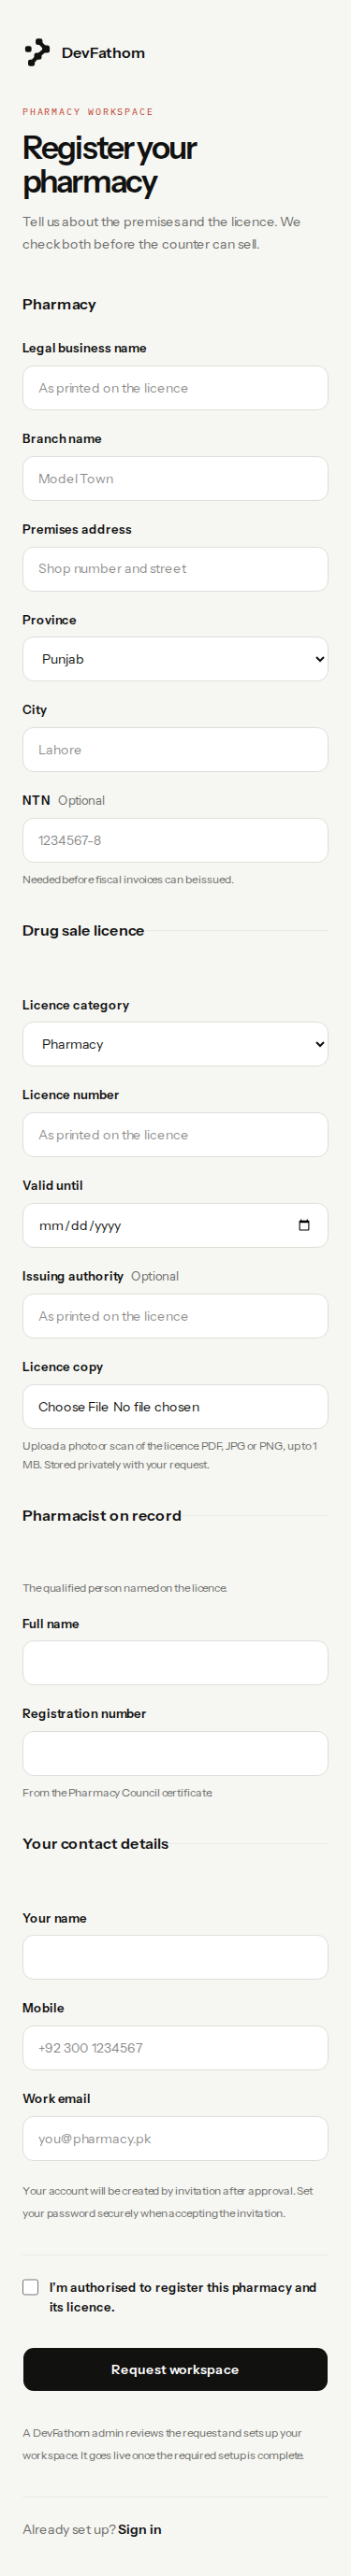 DevFathom
PHARMACY WORKSPACE
Register your
pharmacy
Tell us about the premises and the licence. We
check both before the counter can sell.
Pharmacy
Legal business name
As printed on the licence
Branch name
Model Town
Premises address
Shop number and street
Province
Punjab
City
Lahore
NTN Optional
1234567-8
Needed before fiscal invoices can be issued.
Drug sale licence
Licence category
Pharmacy
Licence number
As printed on the licence
Valid until
mm/dd/yyyy
Issuing authority Optional
As printed on the licence
Licence copy
Choose File No file chosen
Upload a photo or scan of the licence. PDF, JPG or PNG, up to 1
MB. Stored privately with your request.
Pharmacist on record
The qualified person named on the licence.
Full name
Registration number
From the Pharmacy Council certificate.
Your contact details
Your name
Mobile
+92 300 1234567
Work email
you@pharmacy.pk
Your account will be created by invitation after approval. Set
your password securely when accepting the invitation.
I'm authorised to register this pharmacy and
its licence.
Request workspace
A DevFathom admin reviews the request and sets up your
workspace. It goes live once the required setup is complete.
Already set up? Sign in